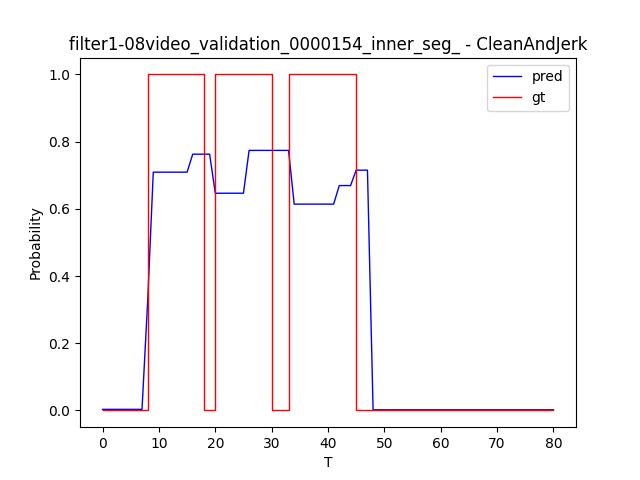 filter1-08video_validation_0000154_inner_seg_ - CleanAndJerk
pred
gt
1.0
0.8
0.6
0.4
0.2
0.0
Probability
0 10 20 30 40 50 60 70 80
T